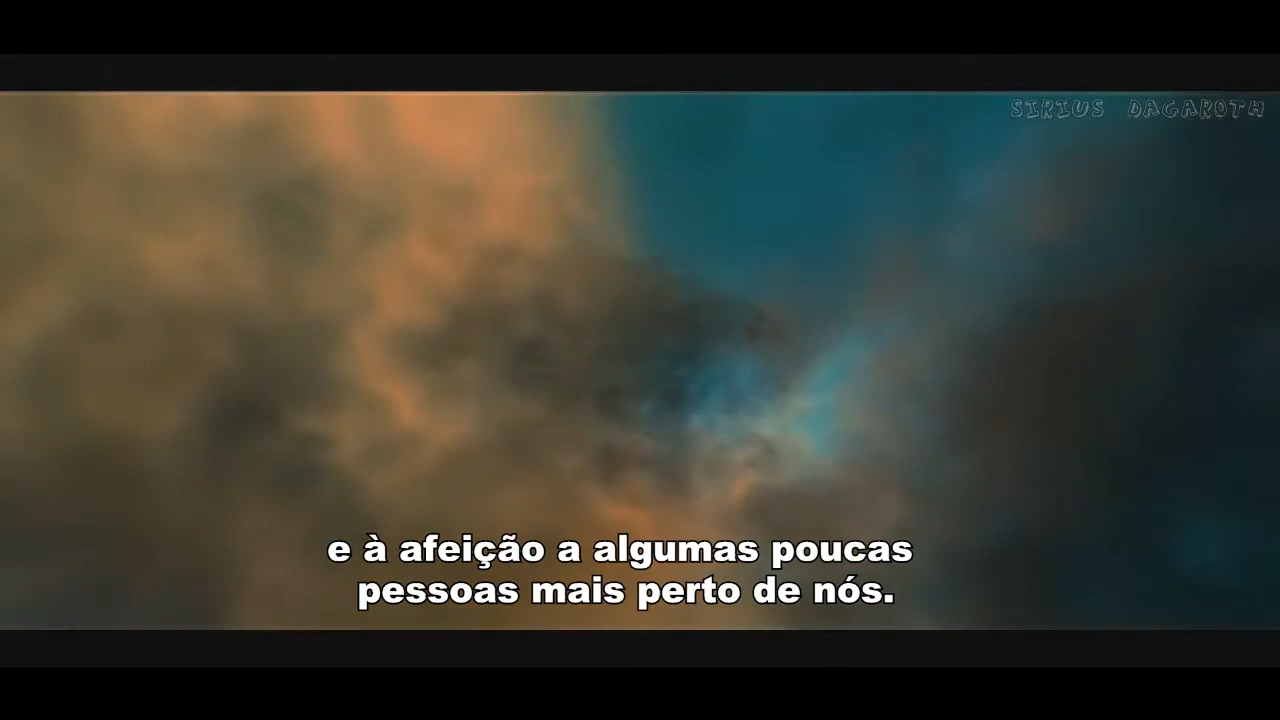 SIRIUS DAGAROTH
e à afeição a algumas poucas
pessoas mais perto de nós.